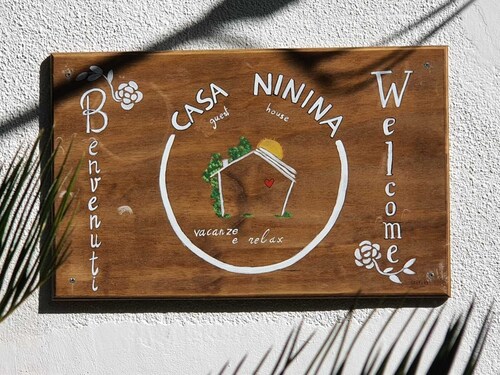 Benvenuti
CASA NININA
guest house
vacanze
e relax
Welcome